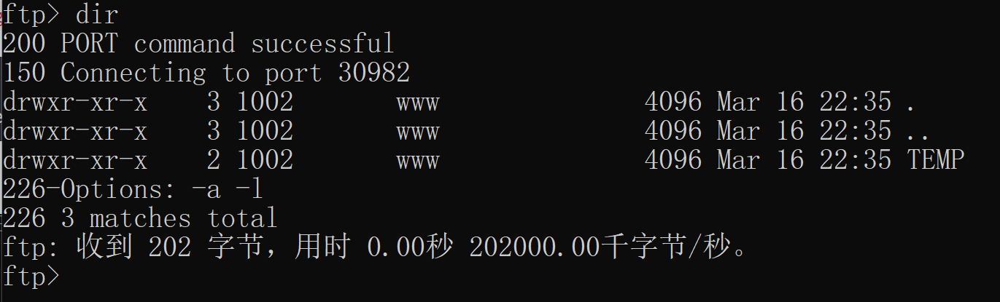 ftp> dir
200 PORT command successful
150 Connecting to port 30982
drwxr-xr-x    3 1002       www              4096 Mar 16 22:35 .
drwxr-xr-x    3 1002       www              4096 Mar 16 22:35 ..
drwxr-xr-x    2 1002       www              4096 Mar 16 22:35 TEMP
226-Options: -a -l
226 3 matches total
ftp: 收到 202 字节，用时 0.00秒 202000.00千字节/秒。
ftp>